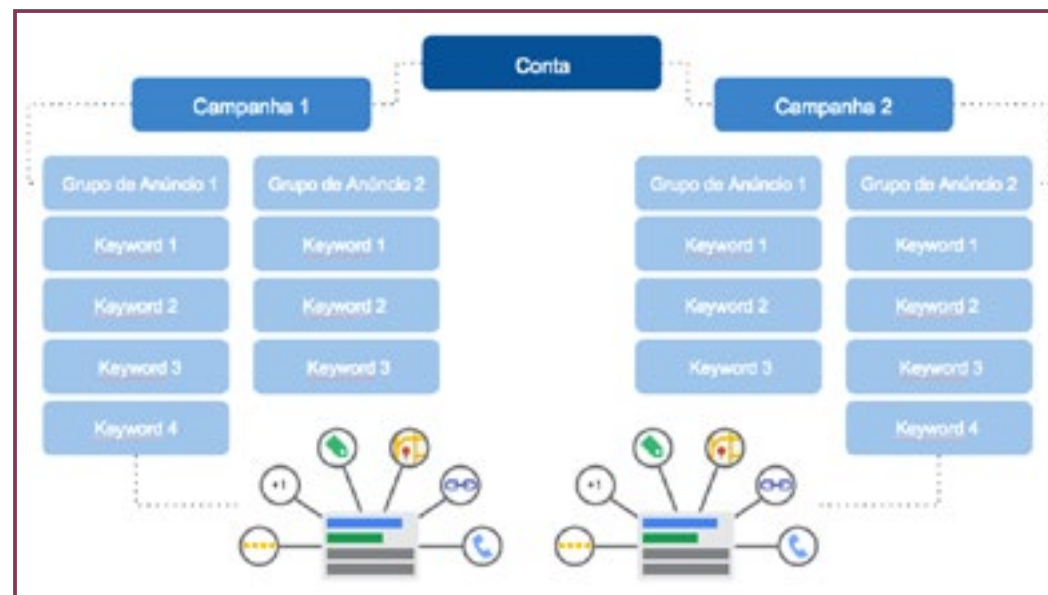 Conta
Campanha 1
Campanha 2
Grupo de Anúncio 1
Grupo de Anúncio 2
Grupo de Anúncio 1
Grupo de Anúncio 2
Keyword 1
Keyword 1
Keyword 1
Keyword 1
Keyword 2
Keyword 2
Keyword 2
Keyword 2
Keyword 3
Keyword 3
Keyword 3
Keyword 3
Keyword 4
Keyword 4
+1
+1